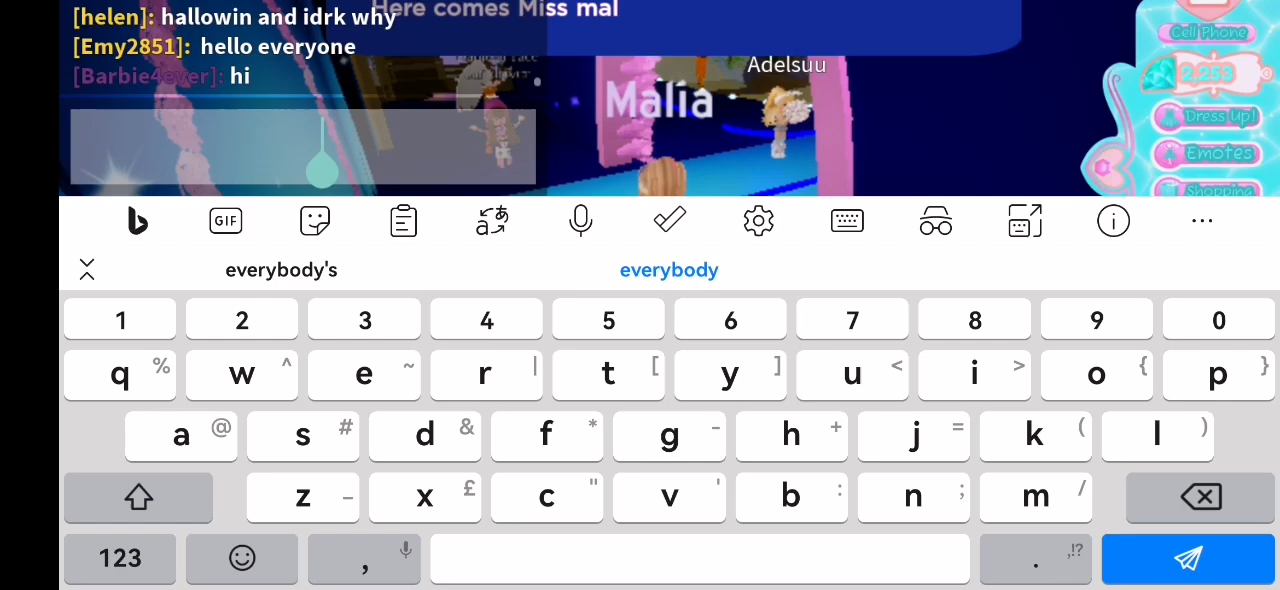 Here comes Miss mal
[helen]: hallowin and idrk why
[Emy2851]: hello everyone
[Barbie4ever]: hi
Adelsuu
Malia
Cell Phone
2,253
Dress Up!
Emotes
Shopping
GIF
everybody's
everybody
1 2 3 4 5 6 7 8 9 0
q % w ^ e ~ r | t [ y ] u < i > o { p }
a @ s # d & f * g - h + j = k ( l )
z _ x £ c " v ' b : n ; m /
123 , . ,!?